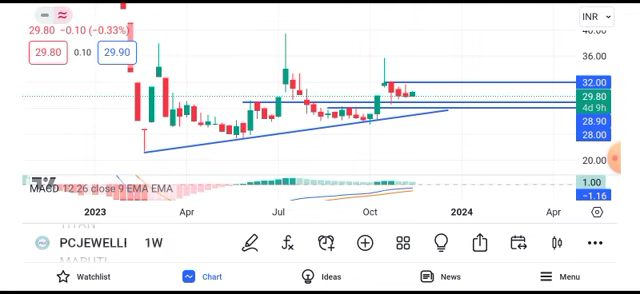 INR
40.00
29.80 −0.10 (−0.33%)
29.80 0.10 29.90
36.00
32.00
29.80
4d 9h
28.90
28.00
20.00
MACD 12 26 close 9 EMA EMA
1.00
−1.16
2023 Apr Jul Oct 2024 Apr
TITAN
PCJEWELLE 1W
MARUTI
Watchlist Chart Ideas News Menu